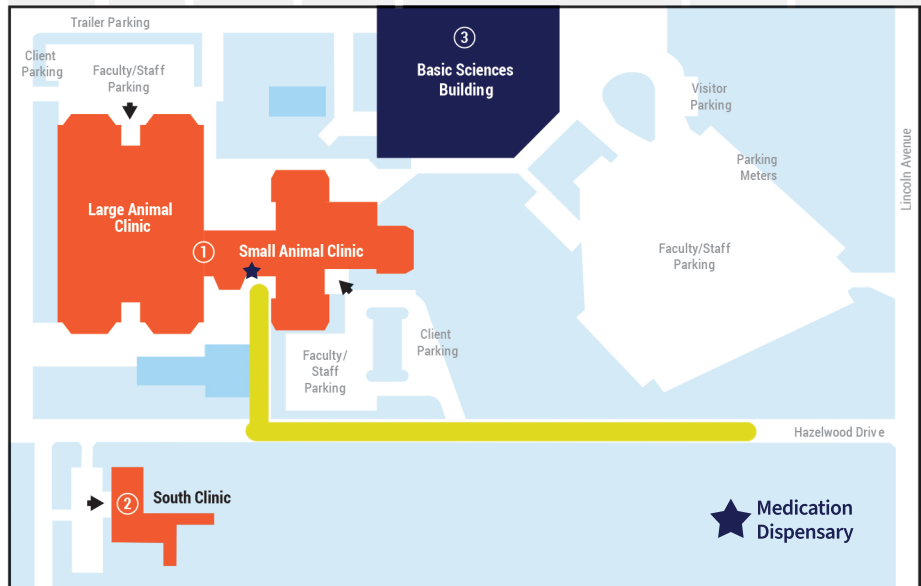 Trailer Parking
Client
Parking
Faculty/Staff
Parking
3
Basic Sciences
Building
Visitor
Parking
Parking
Meters
Lincoln Avenue
Large Animal
Clinic
1
Small Animal Clinic
Faculty/Staff
Parking
Faculty/
Staff
Parking
Client
Parking
Hazelwood Drive
2
South Clinic
Medication
Dispensary